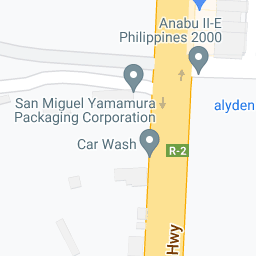 Anabu II-E
Philippines 2000
San Miguel Yamamura
Packaging Corporation
alyden
Car Wash
R-2
Hwy